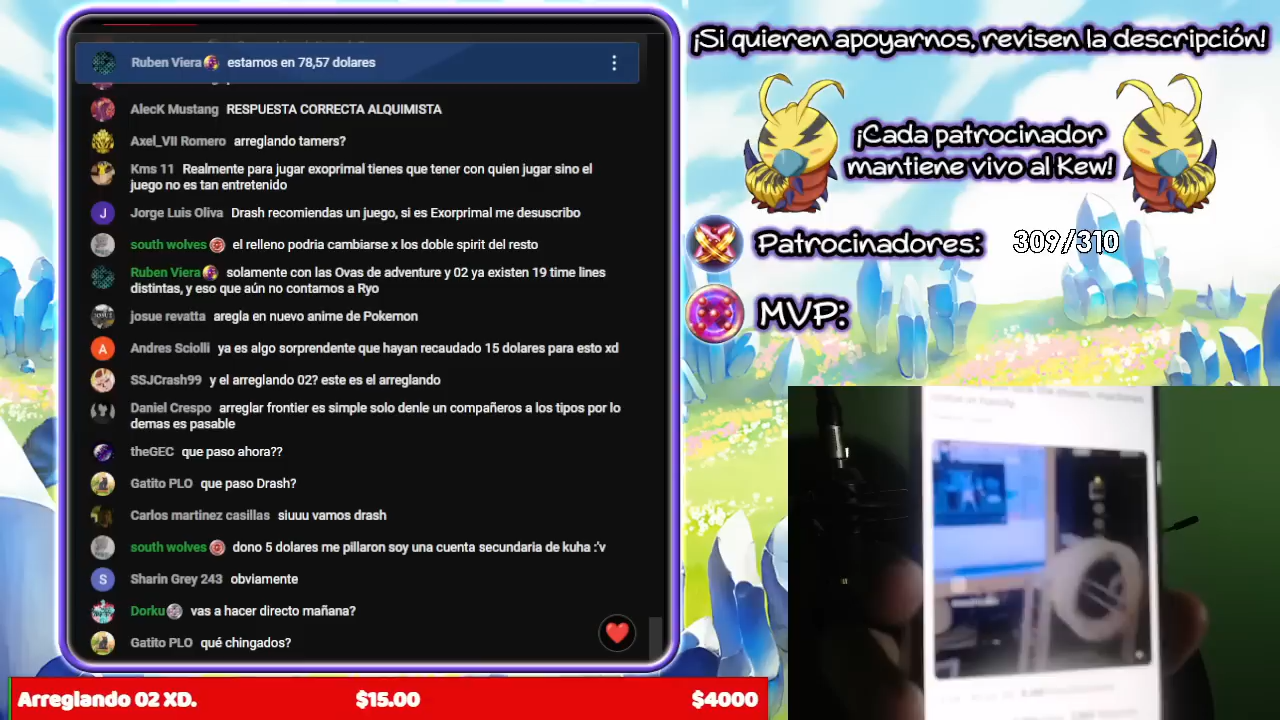 Ruben Viera estamos en 78,57 dolares
AlecK Mustang RESPUESTA CORRECTA ALQUIMISTA
Axel_VII Romero arreglando tamers?
Kms 11 Realmente para jugar exoprimal tienes que tener con quien jugar sino el
juego no es tan entretenido
J Jorge Luis Oliva Drash recomiendas un juego, si es Exorprimal me desuscribo
south wolves el relleno podria cambiarse x los doble spirit del resto
Ruben Viera solamente con las Ovas de adventure y 02 ya existen 19 time lines
distintas, y eso que aún no contamos a Ryo
josue revatta aregla en nuevo anime de Pokemon
A Andres Sciolli ya es algo sorprendente que hayan recaudado 15 dolares para esto xd
SSJCrash99 y el arreglando 02? este es el arreglando
Daniel Crespo arreglar frontier es simple solo denle un compañeros a los tipos por lo
demas es pasable
theGEC que paso ahora??
Gatito PLO que paso Drash?
Carlos martinez casillas siuuu vamos drash
south wolves dono 5 dolares me pillaron soy una cuenta secundaria de kuha :'v
S Sharin Grey 243 obviamente
Dorku vas a hacer directo mañana?
Gatito PLO qué chingados?
Arreglando 02 XD. $15.00 $4000
¡Si quieren apoyarnos, revisen la descripción!
¡Cada patrocinador
mantiene vivo al Kew!
Patrocinadores: 309/310
MVP: